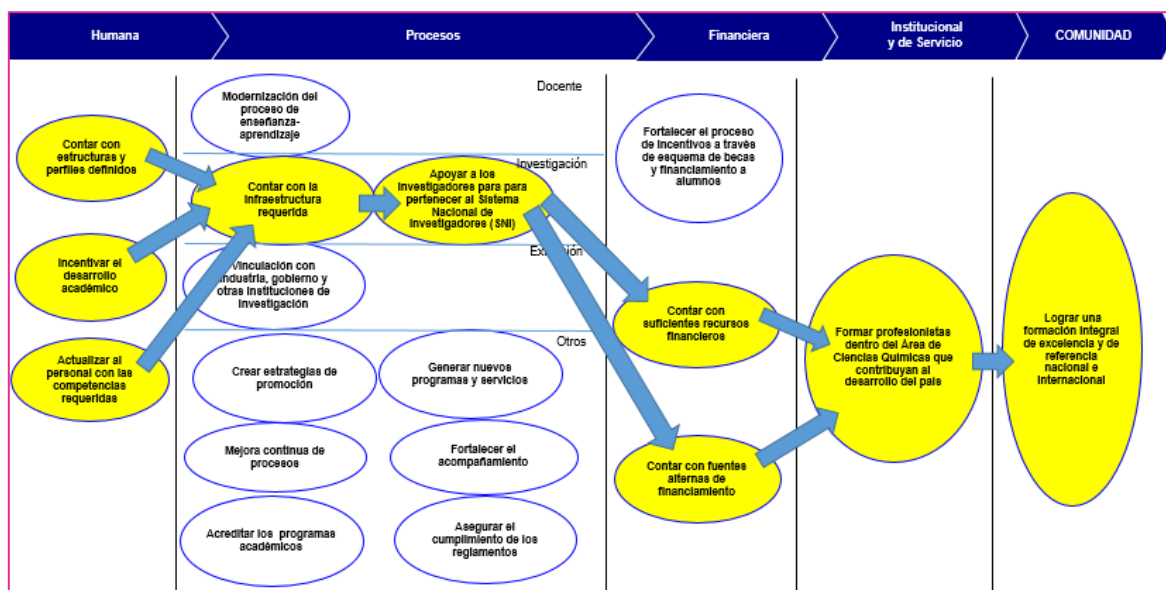 Humana
Procesos
Financiera
Institucional
y de Servicio
COMUNIDAD
Contar con
estructuras y
perfiles definidos
Incentivar el
desarrollo
académico
Actualizar al
personal con las
competencias
requeridas
Docente
Modernización del
proceso de
enseñanza-
aprendizaje
Investigación
Contar con la
infraestructura
requerida
Apoyar a los
investigadores para para
pertenecer al Sistema
Nacional de
Investigadores (SNI)
Vinculación con
industria, gobierno y
otras instituciones de
investigación
Otros
Crear estrategias de
promoción
Generar nuevos
programas y servicios
Mejora continua de
procesos
Fortalecer el
acompañamiento
Acreditar los programas
académicos
Asegurar el
cumplimiento de los
reglamentos
Fortalecer el proceso
de incentivos a través
de esquema de becas
y financiamiento a
alumnos
Contar con
suficientes recursos
financieros
Contar con fuentes
alternas de
financiamiento
Formar profesionistas
dentro del Área de
Ciencias Quimicas que
contribuyan al
desarrollo del pais
Lograr una
formación integral
de excelencia y de
referencia
nacional e
internacional